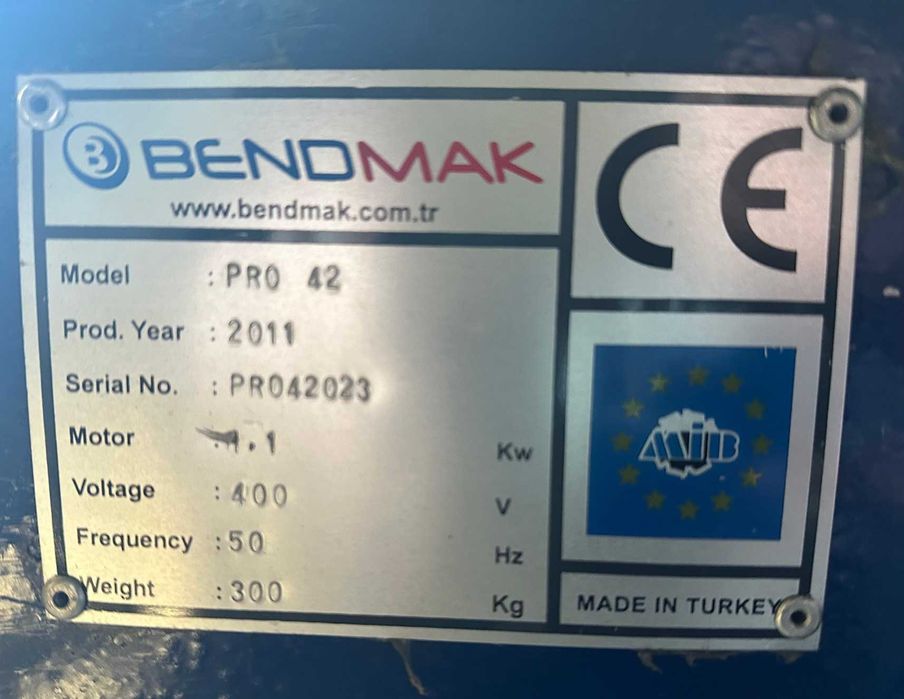 BENDMAK
www.bendmak.com.tr
CE
Model : PRO 42
Prod. Year : 2011
Serial No. : PRO42023
Motor Kw
Voltage : 400 V
Frequency : 50 Hz
Weight : 300 Kg
MİB
MADE IN TURKEY